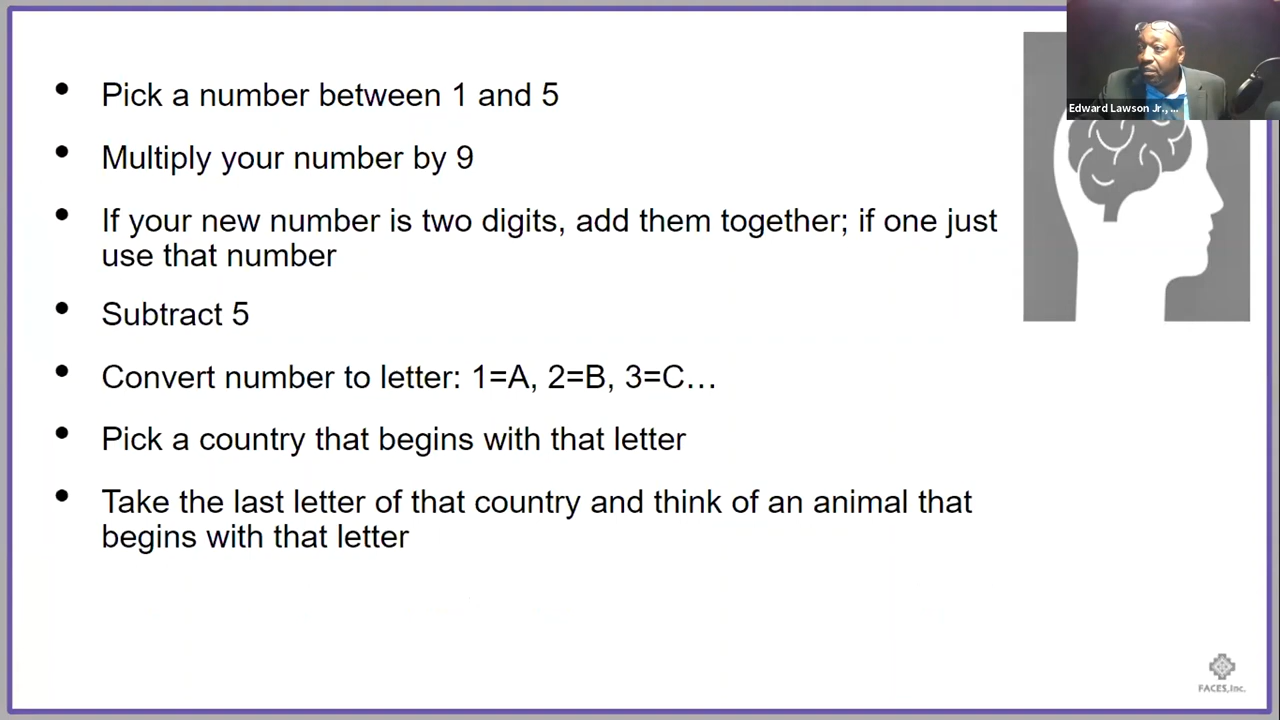 • Pick a number between 1 and 5
• Multiply your number by 9
• If your new number is two digits, add them together; if one just
use that number
• Subtract 5
• Convert number to letter: 1=A, 2=B, 3=C…
• Pick a country that begins with that letter
• Take the last letter of that country and think of an animal that
begins with that letter
Edward Lawson Jr., ...
FACES,Inc.